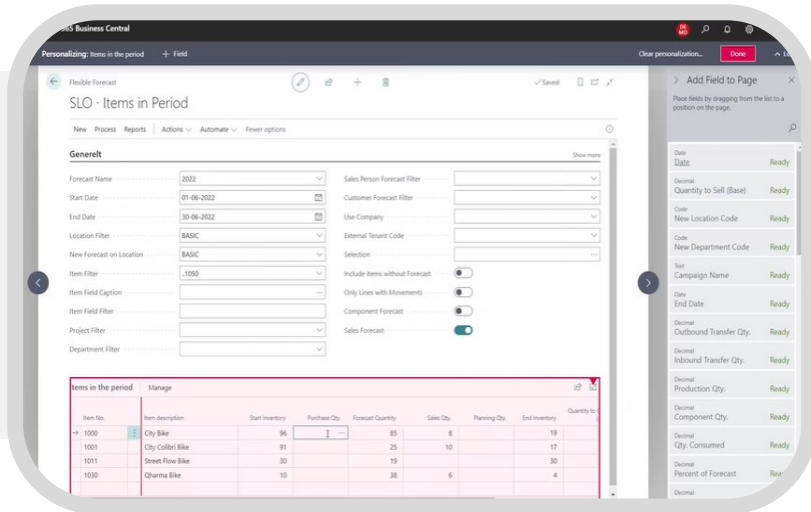 365 Business Central
DE MO
Personalizing: Items in the period + Field Clear personalization... Done
Flexible Forecast
Saved
SLO · Items in Period
New Process Reports Actions Automate Fewer options
Generelt
Show more
Forecast Name 2022
Start Date 01-06-2022
End Date 30-06-2022
Location Filter BASIC
New Forecast on Location BASIC
Item Filter ..1050
Item Field Caption
Item Field Filter
Project Filter
Department Filter
Sales Person Forecast Filter
Customer Forecast Filter
Use Company
External Tenant Code
Selection
Include items without Forecast
Only Lines with Movements
Component Forecast
Sales Forecast
Items in the period Manage
Item No. Item description Start Inventory Purchase Qty. Forecast Quantity Sales Qty. Planning Qty. End Inventory Quantity to
1000 City Bike 96 85 8 19
1001 City Colibri Bike 91 25 10 17
1011 Street Flow Bike 30 19 30
1030 Qharma Bike 10 38 6 4
Add Field to Page
Place fields by dragging from the list to a
position on the page.
Date
Date Ready
Decimal
Quantity to Sell (Base) Ready
Code
New Location Code Ready
Code
New Department Code Ready
Text
Campaign Name Ready
Date
End Date Ready
Decimal
Outbound Transfer Qty. Ready
Decimal
Inbound Transfer Qty. Ready
Decimal
Production Qty. Ready
Decimal
Component Qty. Ready
Decimal
Qty. Consumed Ready
Decimal
Percent of Forecast Ready
Decimal